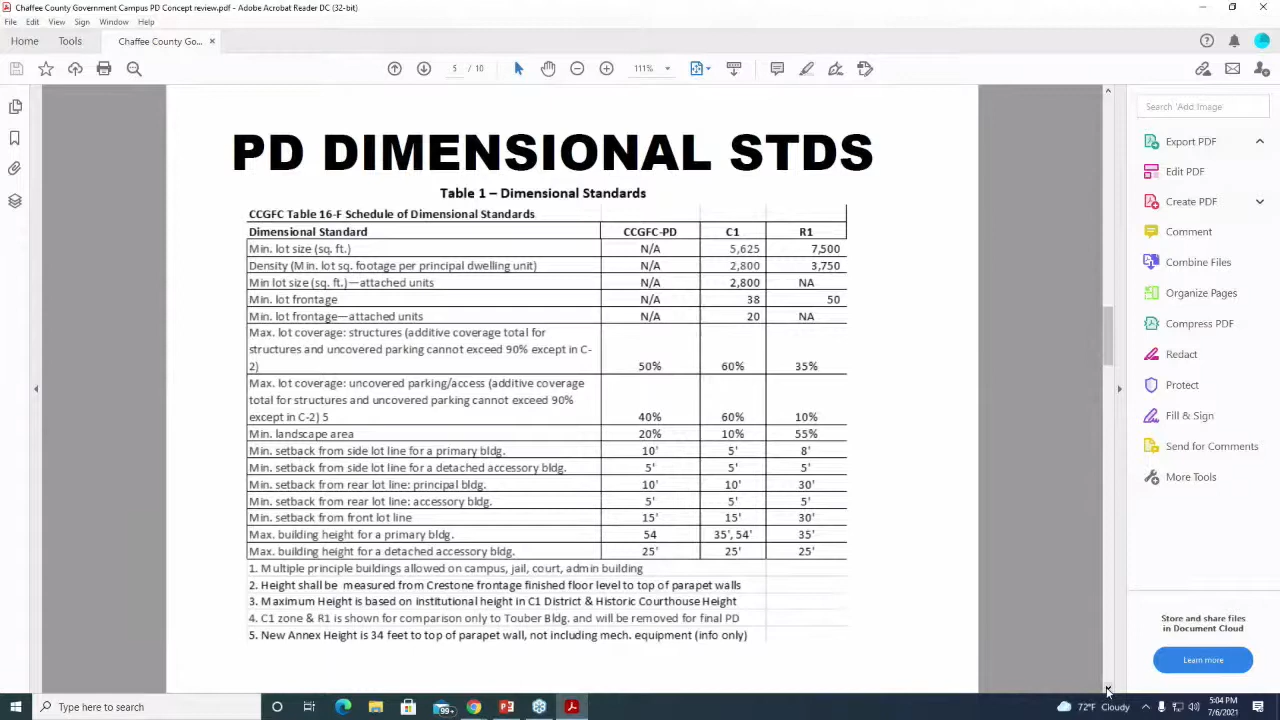 Chaffee County Government Campus PD Concept review.pdf - Adobe Acrobat Reader DC (32-bit)
File Edit View Sign Window Help
Home Tools Chaffee County Go... ×
5 / 10 111%
Search 'Add Image
PD DIMENSIONAL STDS
Table 1 – Dimensional Standards
CCGFC Table 16-F Schedule of Dimensional Standards
Dimensional Standard CCGFC-PD C1 R1
Min. lot size (sq. ft.) N/A 5,625 7,500
Density (Min. lot sq. footage per principal dwelling unit) N/A 2,800 3,750
Min lot size (sq. ft.)—attached units N/A 2,800 NA
Min. lot frontage N/A 38 50
Min. lot frontage—attached units N/A 20 NA
Max. lot coverage: structures (additive coverage total for
structures and uncovered parking cannot exceed 90% except in C-
2) 50% 60% 35%
Max. lot coverage: uncovered parking/access (additive coverage
total for structures and uncovered parking cannot exceed 90%
except in C-2) 5 40% 60% 10%
Min. landscape area 20% 10% 55%
Min. setback from side lot line for a primary bldg. 10' 5' 8'
Min. setback from side lot line for a detached accessory bldg. 5' 5' 5'
Min. setback from rear lot line: principal bldg. 10' 10' 30'
Min. setback from rear lot line: accessory bldg. 5' 5' 5'
Min. setback from front lot line 15' 15' 30'
Max. building height for a primary bldg. 54 35', 54' 35'
Max. building height for a detached accessory bldg. 25' 25' 25'
1. Multiple principle buildings allowed on campus, jail, court, admin building
2. Height shall be measured from Crestone frontage finished floor level to top of parapet walls
3. Maximum Height is based on institutional height in C1 District & Historic Courthouse Height
4. C1 zone & R1 is shown for comparison only to Touber Bldg. and will be removed for final PD
5. New Annex Height is 34 feet to top of parapet wall, not including mech. equipment (info only)
Export PDF
Edit PDF
Create PDF
Comment
Combine Files
Organize Pages
Compress PDF
Redact
Protect
Fill & Sign
Send for Comments
More Tools
Store and share files
in Document Cloud
Learn more
Type here to search
99+
72°F Cloudy
5:04 PM
7/6/2021